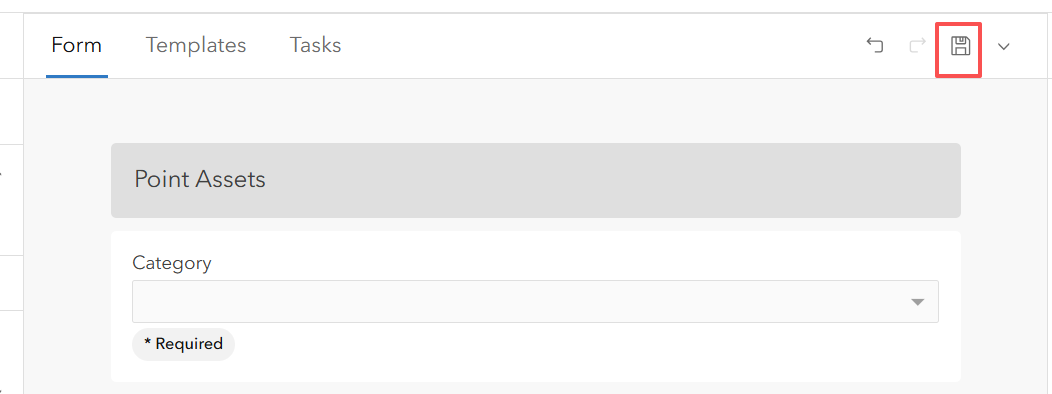 Form Templates Tasks
Point Assets
Category
* Required